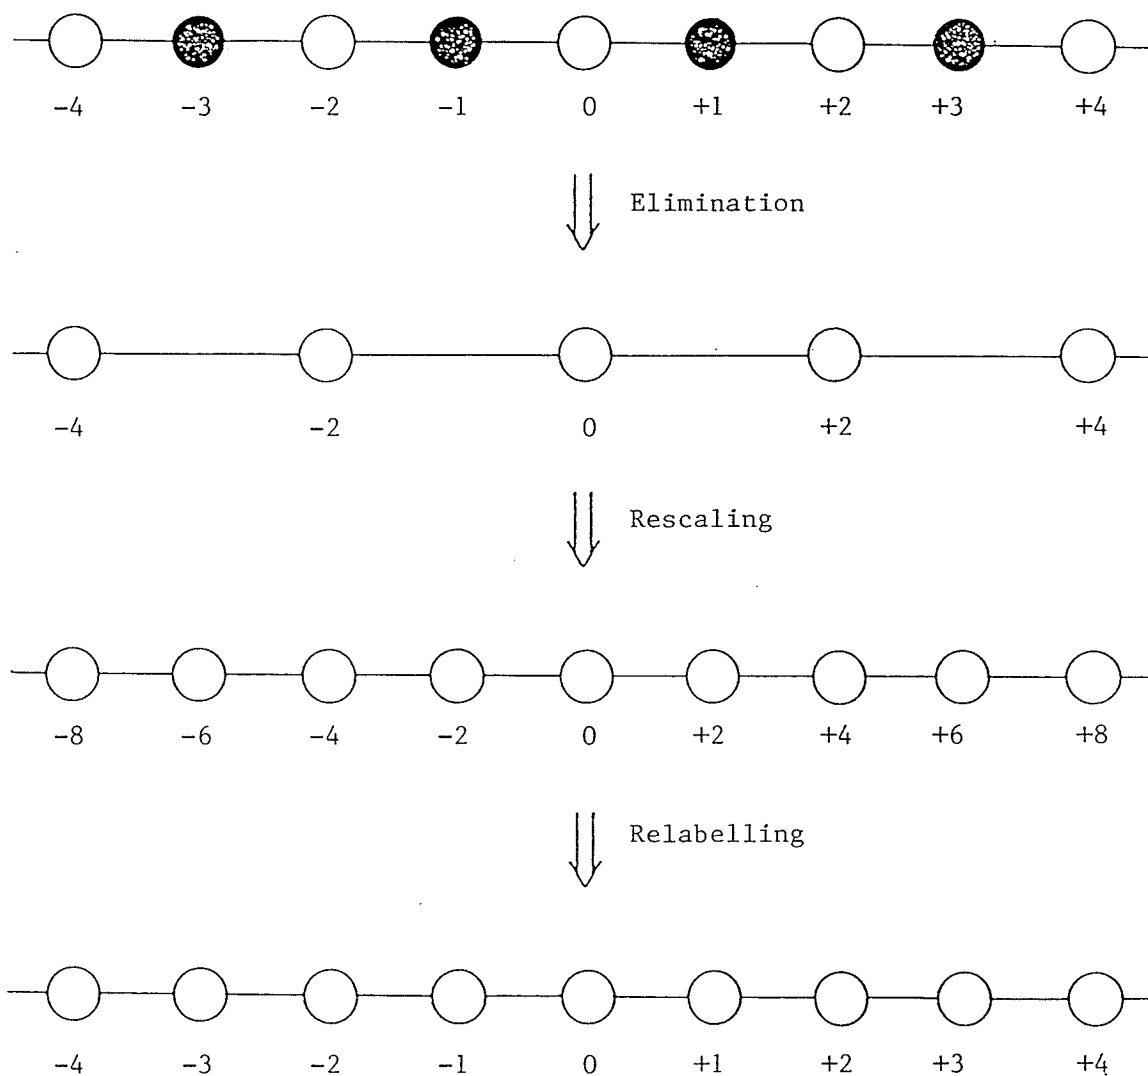 -4 -3 -2 -1 0 +1 +2 +3 +4
Elimination
-4 -2 0 +2 +4
Rescaling
-8 -6 -4 -2 0 +2 +4 +6 +8
Relabelling
-4 -3 -2 -1 0 +1 +2 +3 +4